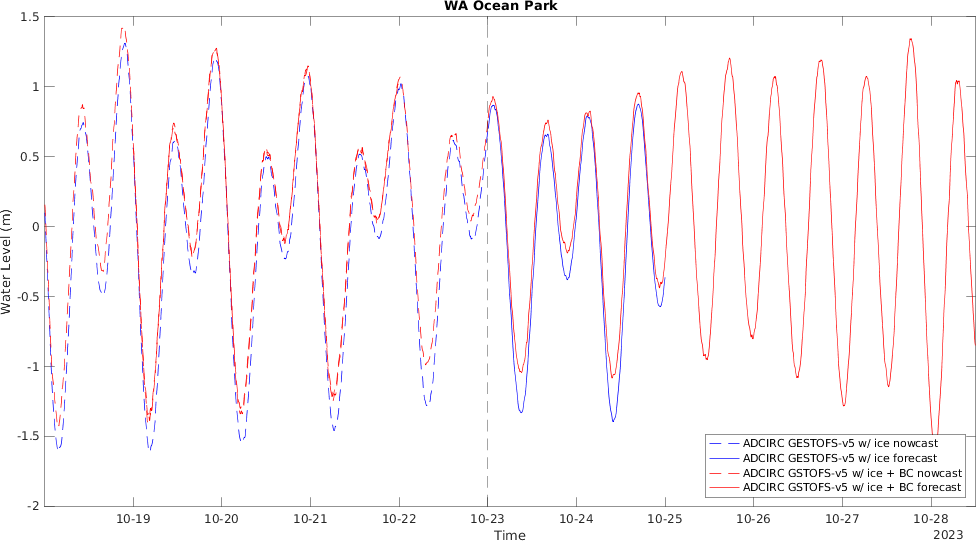 WA Ocean Park
1.5
1
0.5
0
-0.5
-1
-1.5
-2
Water Level (m)
ADCIRC GESTOFS-v5 w/ ice nowcast
ADCIRC GESTOFS-v5 w/ ice forecast
ADCIRC GSTOFS-v5 w/ ice + BC nowcast
ADCIRC GSTOFS-v5 w/ ice + BC forecast
10-19 10-20 10-21 10-22 10-23 10-24 10-25 10-26 10-27 10-28
Time
2023